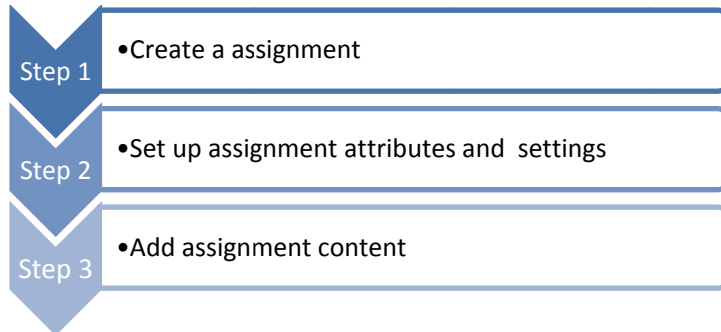 Step 1
•Create a assignment
Step 2
•Set up assignment attributes and  settings
Step 3
•Add assignment content